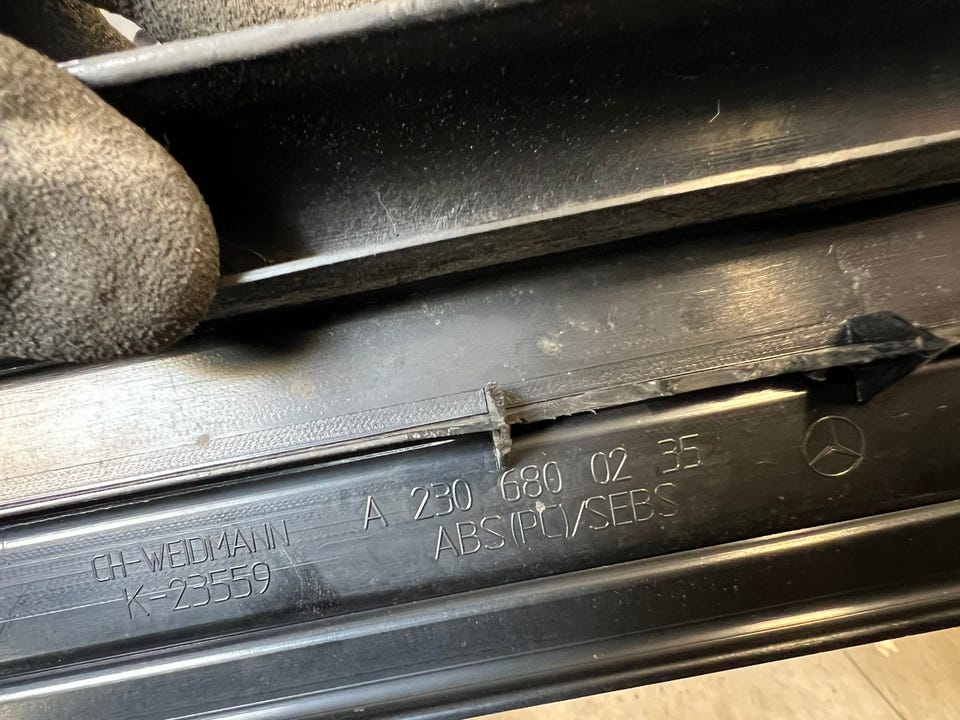 A 230 680 02 35
ABS(PC)/SEBS
CH-WEIDMANN
K-23559